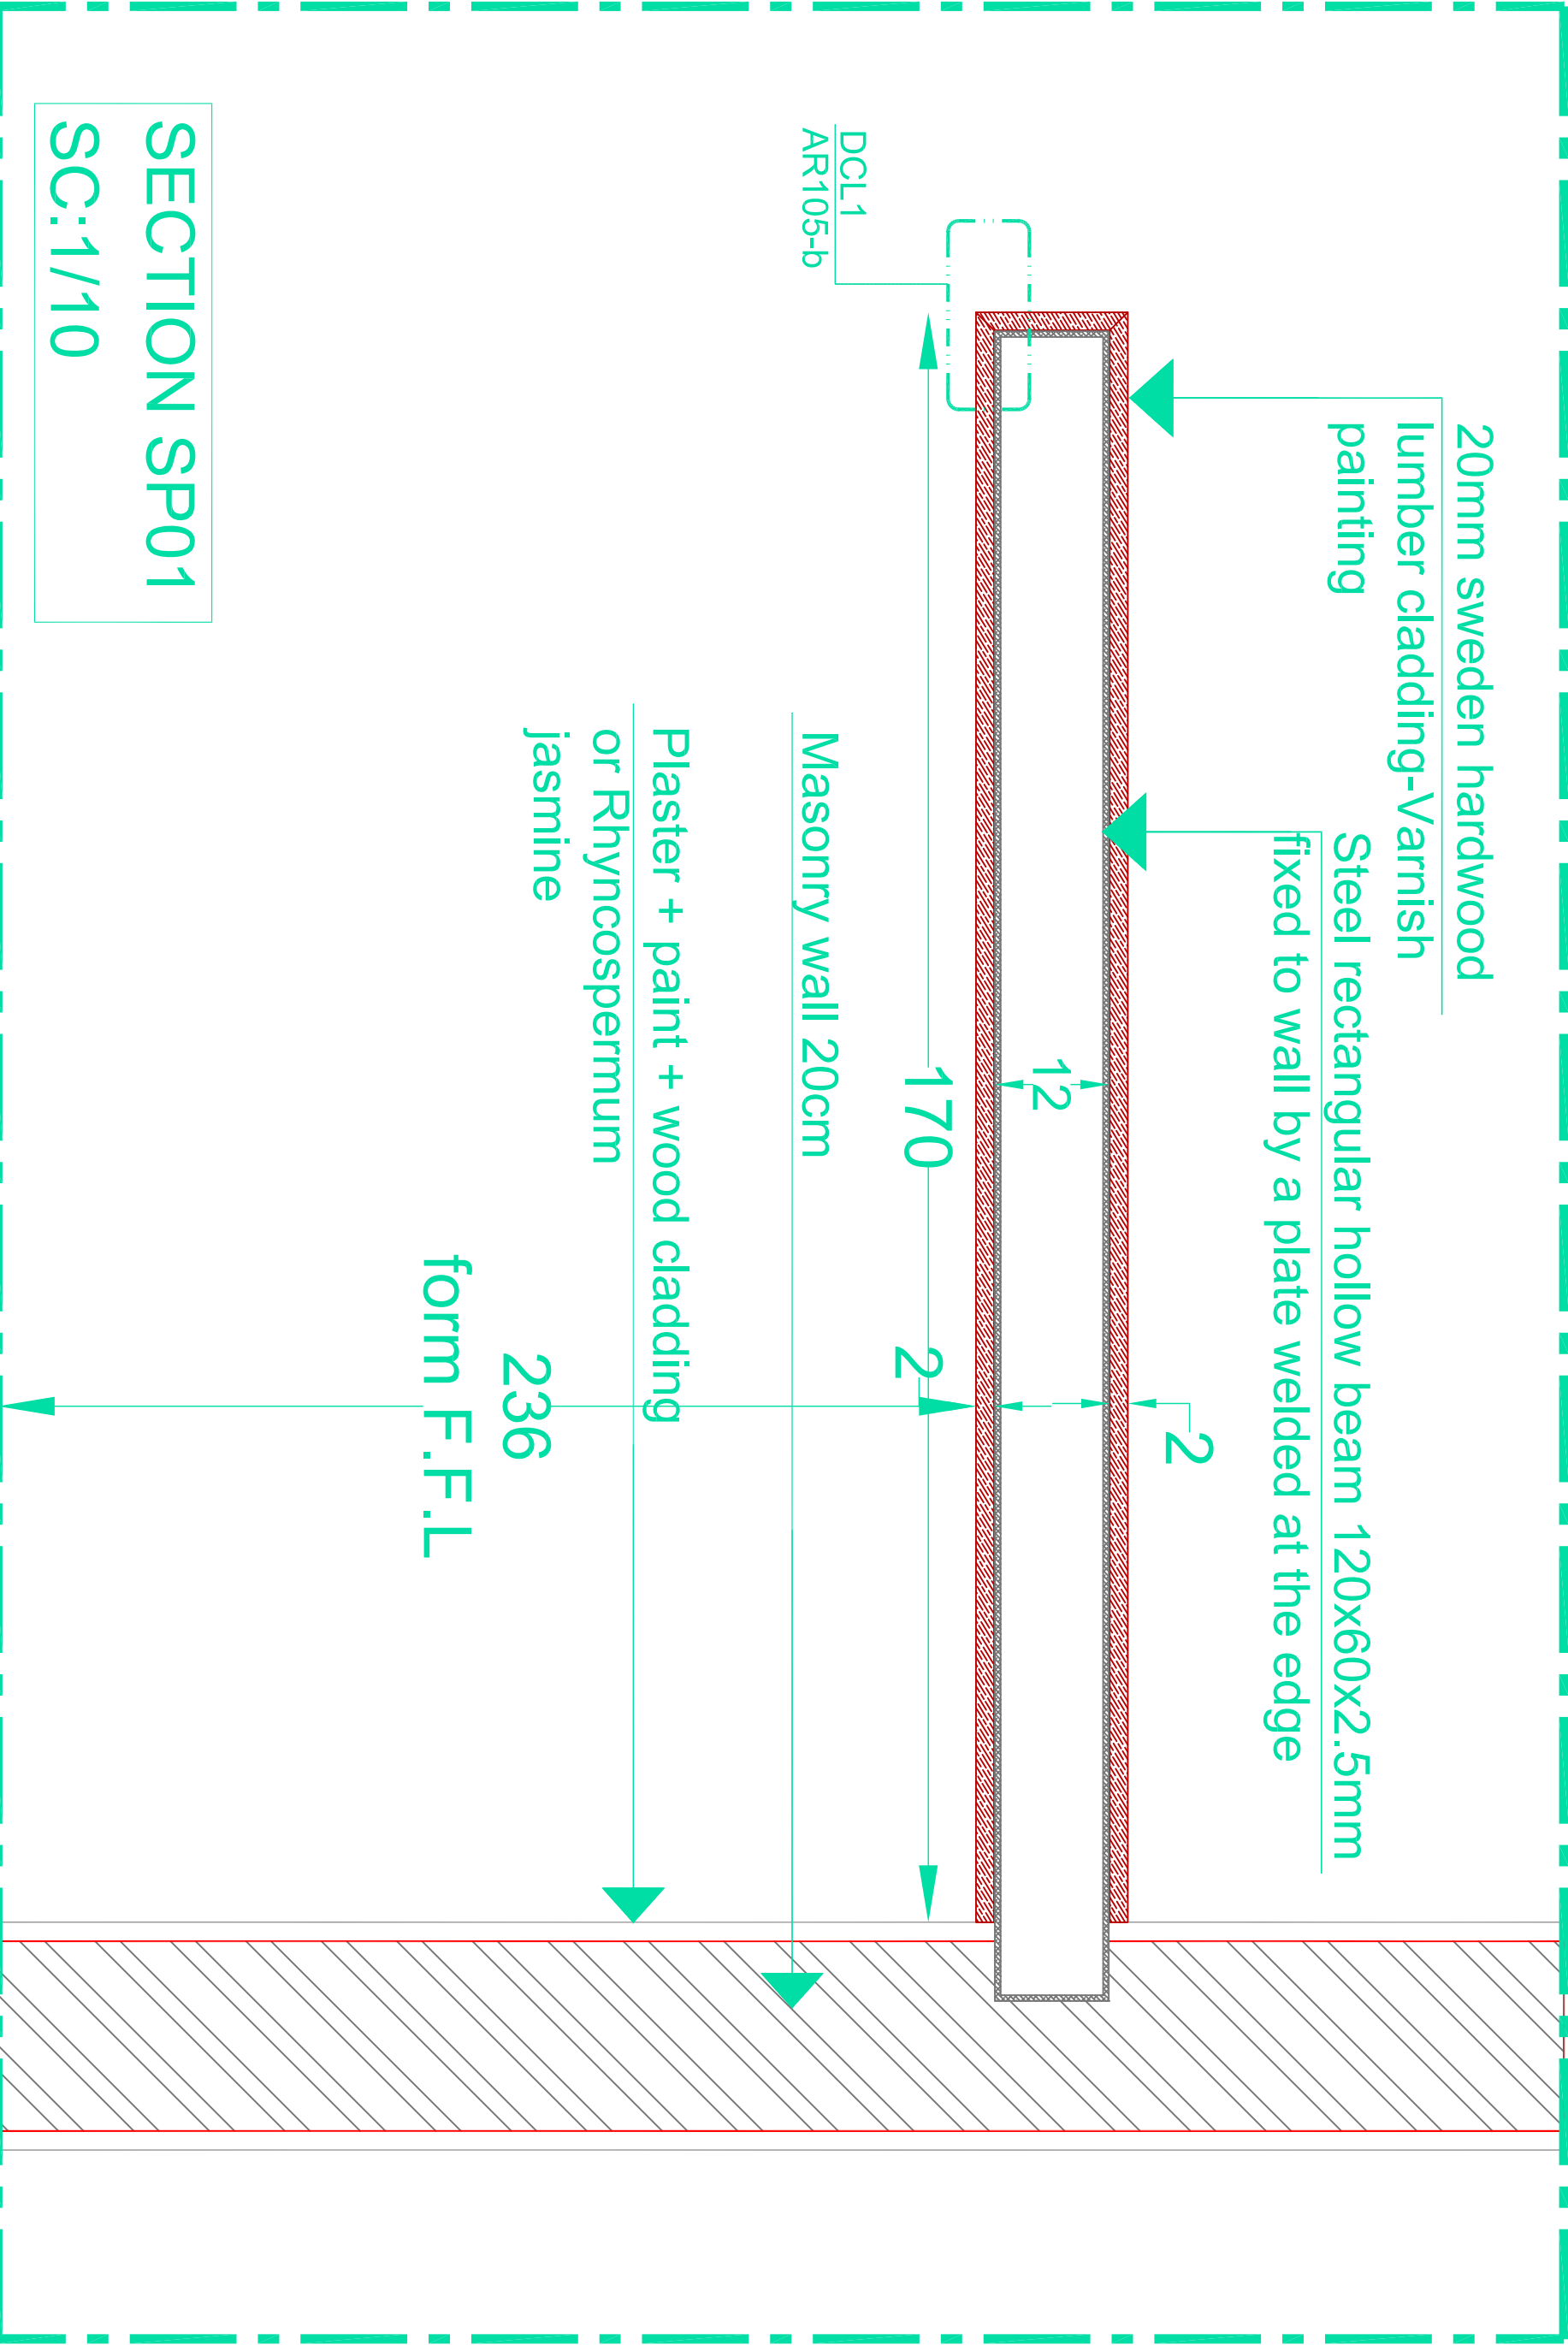 20mm sweden hardwood
lumber cladding-Varnish
painting
Steel rectangular hollow beam 120x60x2.5mm
fixed to wall by a plate welded at the edge
2
12
DCL1
AR105-b
170
2
Masonry wall 20cm
Plaster + paint + wood cladding
or Rhyncospermum
jasmine
236
form F.F.L
SECTION SP01
SC:1/10